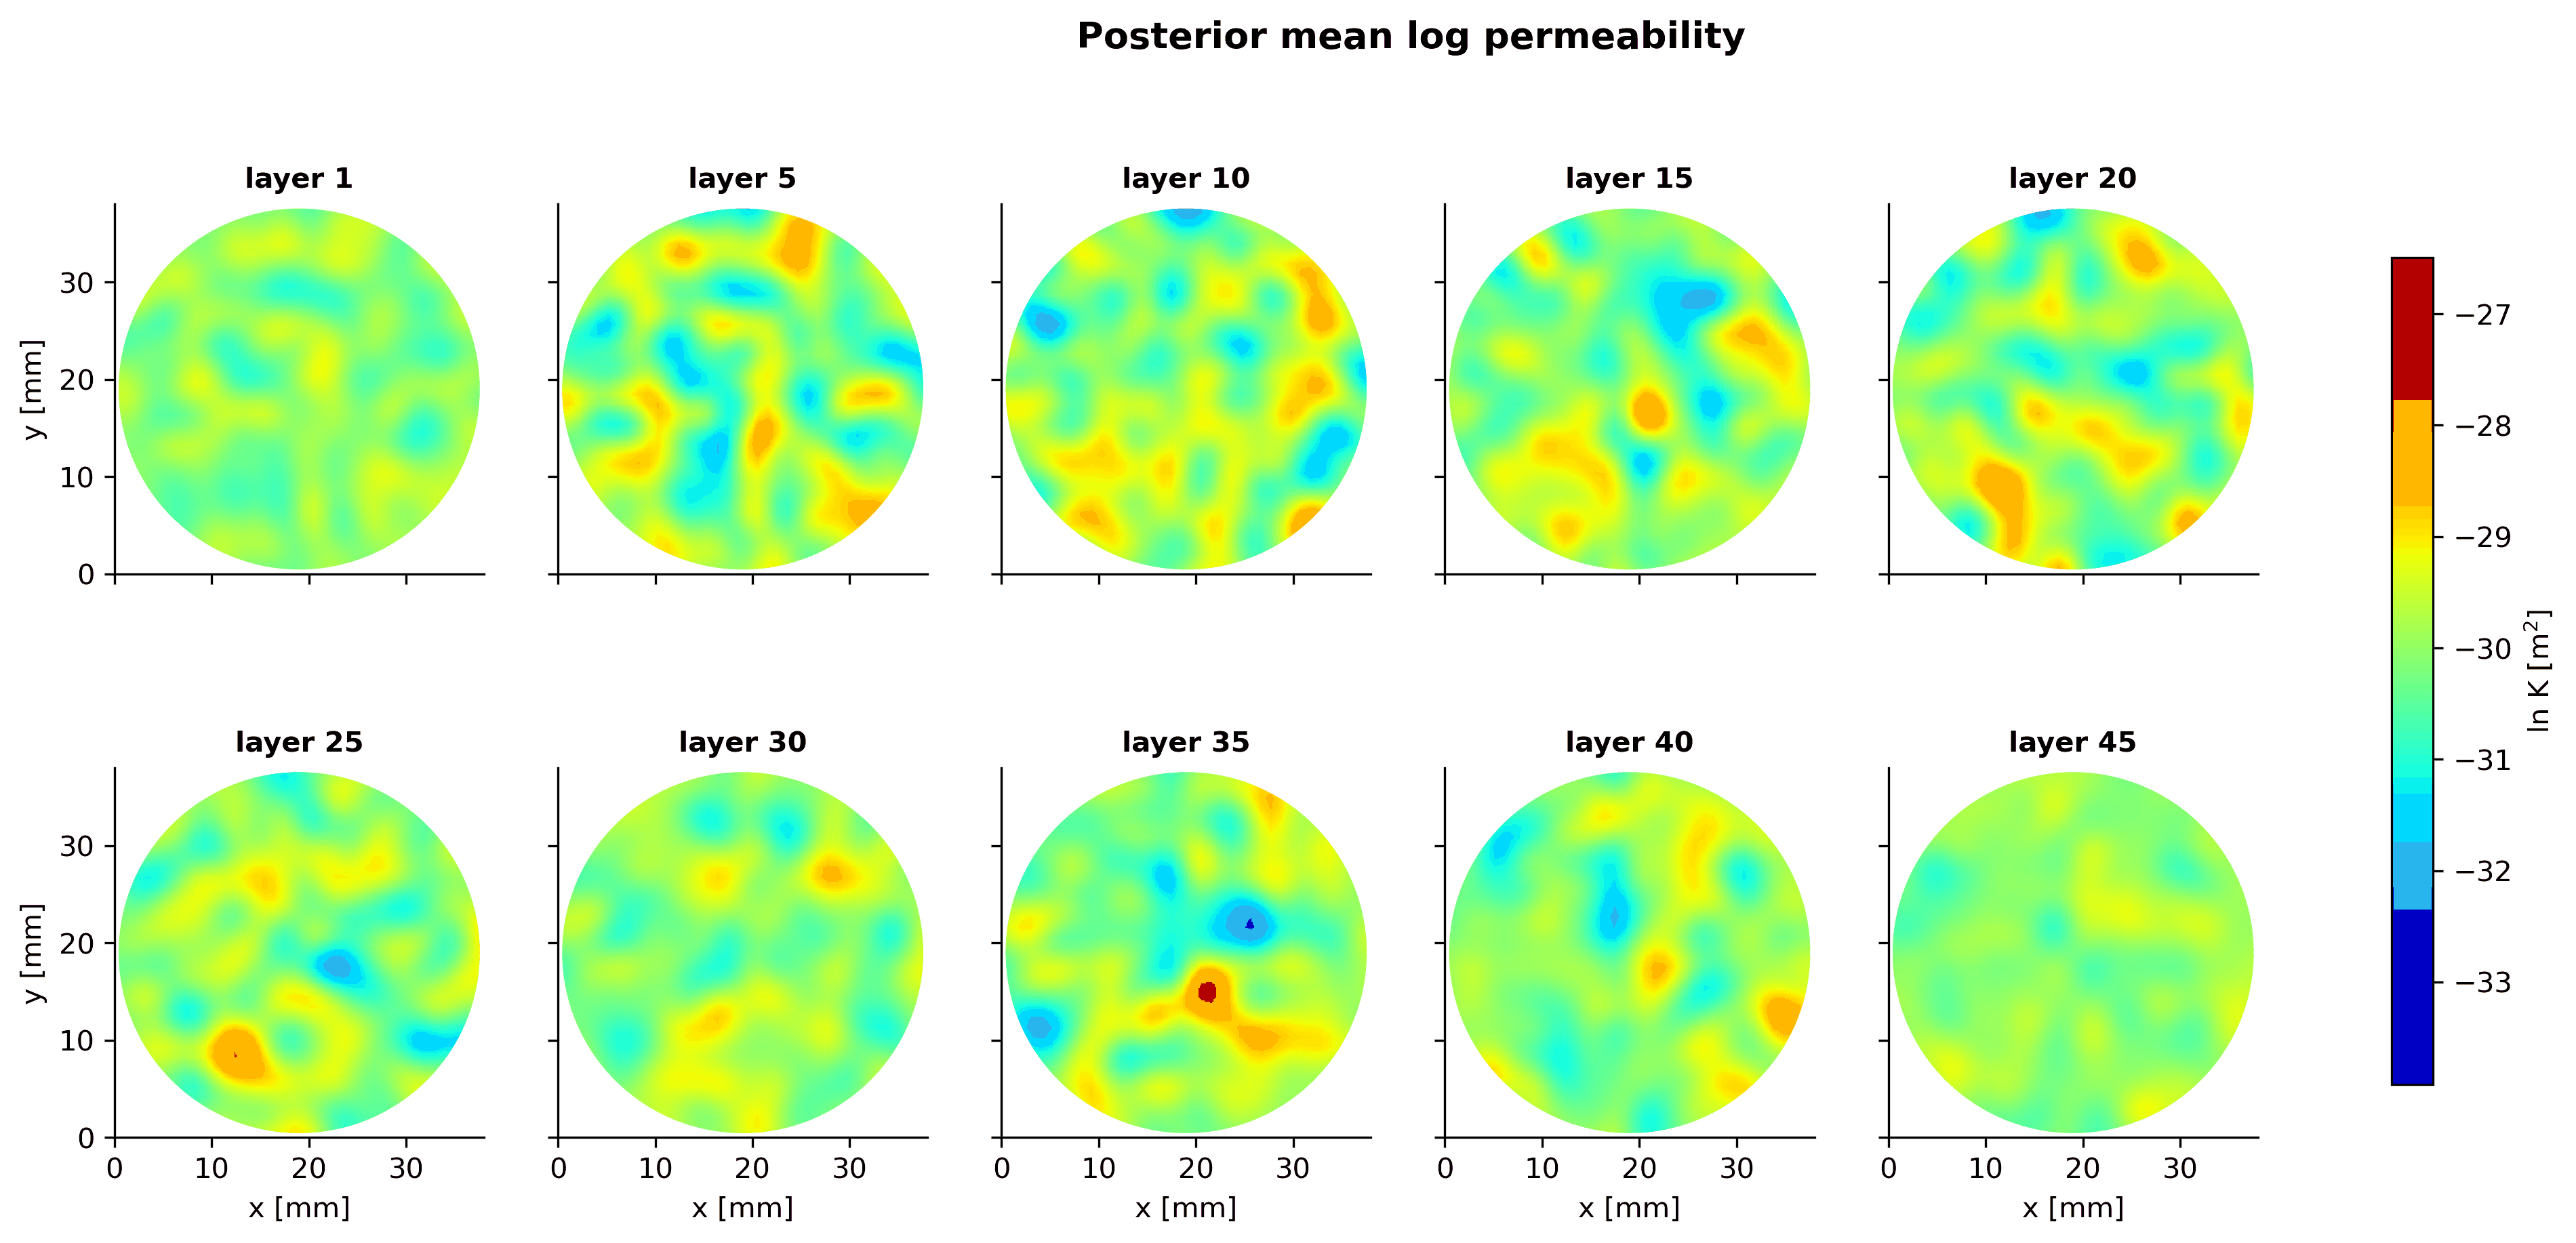 Posterior mean log permeability
layer 1
layer 5
layer 10
layer 15
layer 20
y [mm]
30
20
10
0
layer 25
layer 30
layer 35
layer 40
layer 45
y [mm]
30
20
10
0
0 10 20 30
0 10 20 30
0 10 20 30
0 10 20 30
0 10 20 30
x [mm]
x [mm]
x [mm]
x [mm]
x [mm]
−27
−28
−29
−30
−31
−32
−33
ln K [m²]